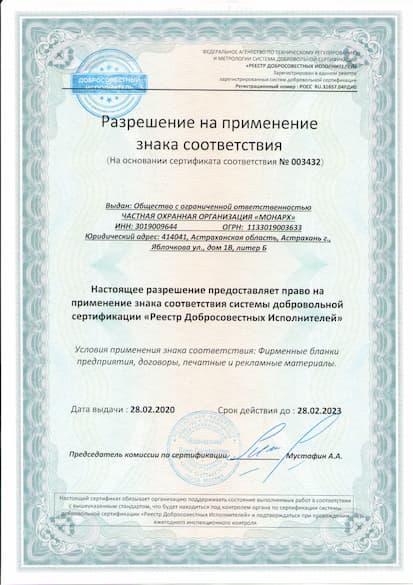 ФЕДЕРАЛЬНОЕ АГЕНТСТВО ПО ТЕХНИЧЕСКОМУ РЕГУЛИРОВАНИЮ
И МЕТРОЛОГИИ СИСТЕМА ДОБРОВОЛЬНОЙ СЕРТИФИКАЦИИ
«РЕЕСТР ДОБРОСОВЕСТНЫХ ИСПОЛНИТЕЛЕЙ»
Зарегистрирован в едином реестре
зарегистрированных систем добровольной сертификации
Регистрационный номер : РОСС RU.31857.04РДИ0
ДОБРОСОВЕСТНЫЙ
ИСПОЛНИТЕЛЬ
Разрешение на применение
знака соответствия
(На основании сертификата соответствия № 003432)
Выдан: Общество с ограниченной ответственностью
ЧАСТНАЯ ОХРАННАЯ ОРГАНИЗАЦИЯ «МОНАРХ»
ИНН: 3019009644 ОГРН: 1133019003633
Юридический адрес: 414041, Астраханская область, Астрахань г.,
Яблочкова ул., дом 1В, литер Б
Настоящее разрешение предоставляет право на
применение знака соответствия системы добровольной
сертификации «Реестр Добросовестных Исполнителей»
Условия применения знака соответствия: Фирменные бланки
предприятия, договоры, печатные и рекламные материалы.
Дата выдачи : 28.02.2020 Срок действия до : 28.02.2023
Председатель комиссии по сертификации Мустафин А.А.
Настоящий сертификат обязывает организацию поддерживать состояние выполняемых работ в соответствии
с вышеуказанным стандартом, что будет находиться под контролем органа по сертификации системы
добровольной сертификации «Реестр Добросовестных Исполнителей» и подтверждаться при прохождении
ежегодного инспекционного контроля